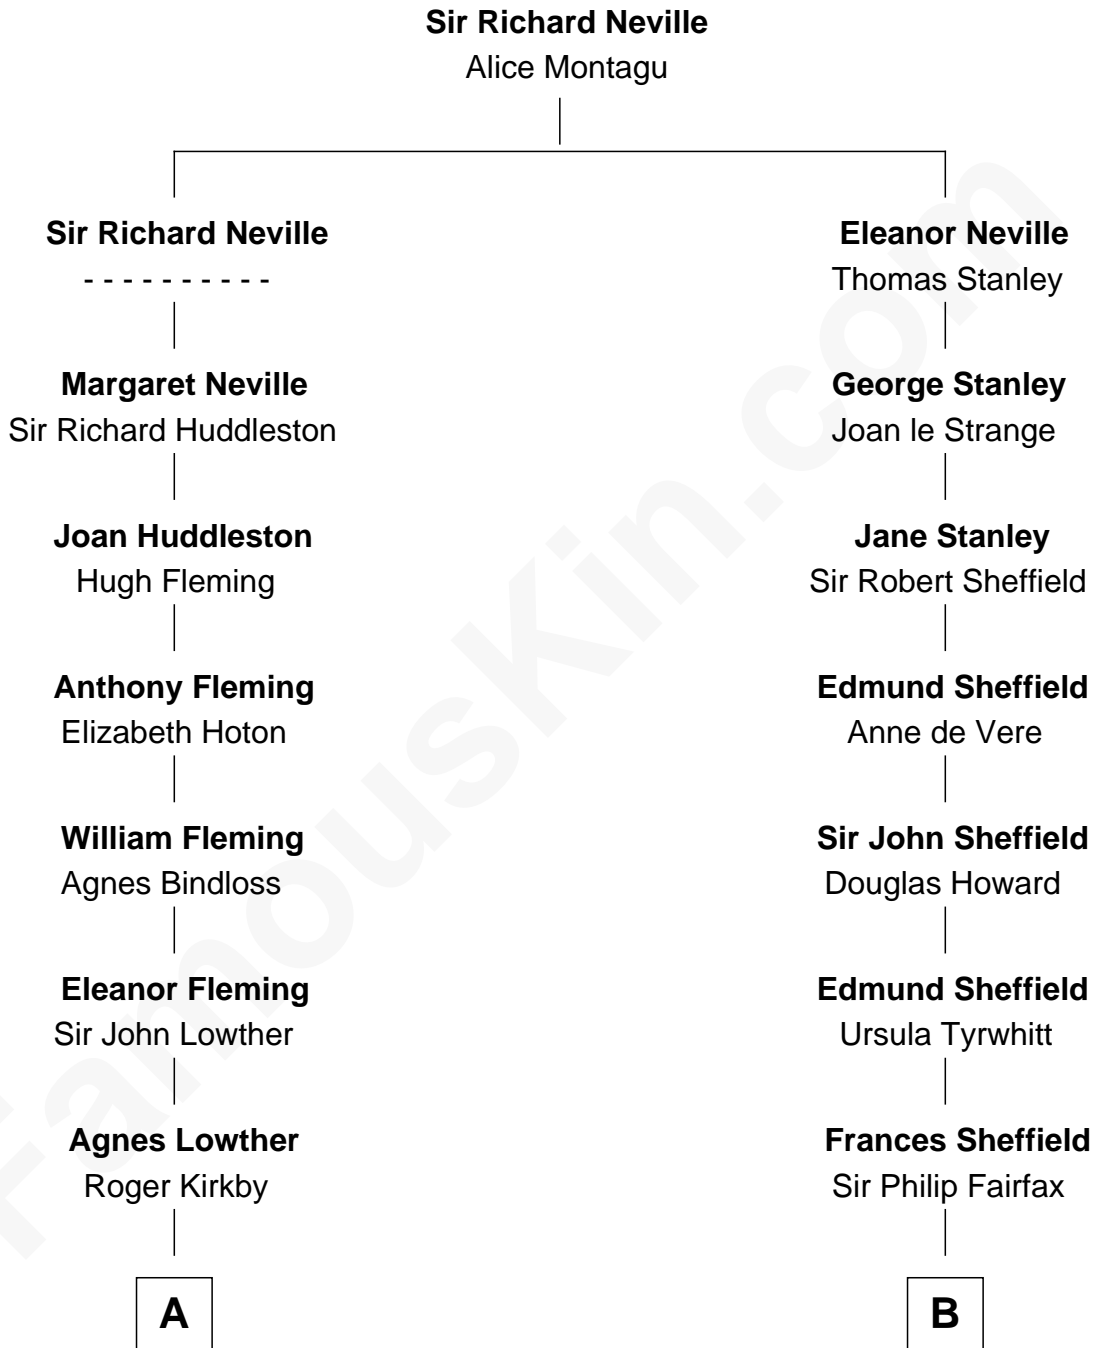 Sir Richard Neville
Alice Montagu
Sir Richard Neville
- - - - - - - - - -
Eleanor Neville
Thomas Stanley
Margaret Neville
Sir Richard Huddleston
George Stanley
Joan le Strange
Joan Huddleston
Hugh Fleming
Jane Stanley
Sir Robert Sheffield
Anthony Fleming
Elizabeth Hoton
Edmund Sheffield
Anne de Vere
William Fleming
Agnes Bindloss
Sir John Sheffield
Douglas Howard
Eleanor Fleming
Sir John Lowther
Edmund Sheffield
Ursula Tyrwhitt
Agnes Lowther
Roger Kirkby
Frances Sheffield
Sir Philip Fairfax
A
B
FamousKin.com